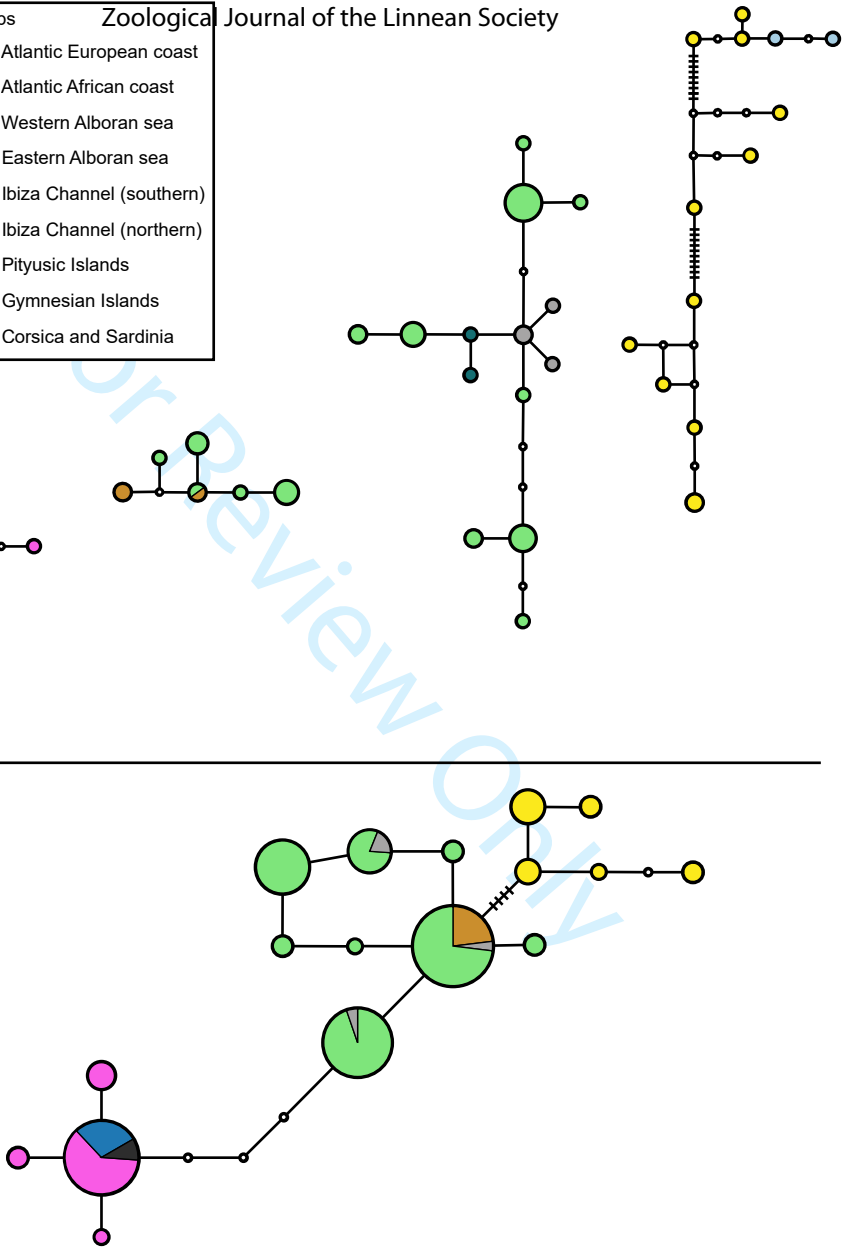 Zoological Journal of the Linnean Society
Atlantic European coast
Atlantic African coast
Western Alboran sea
Eastern Alboran sea
Ibiza Channel (southern)
Ibiza Channel (northern)
Pityusic Islands
Gymnesian Islands
Corsica and Sardinia
or Review Only